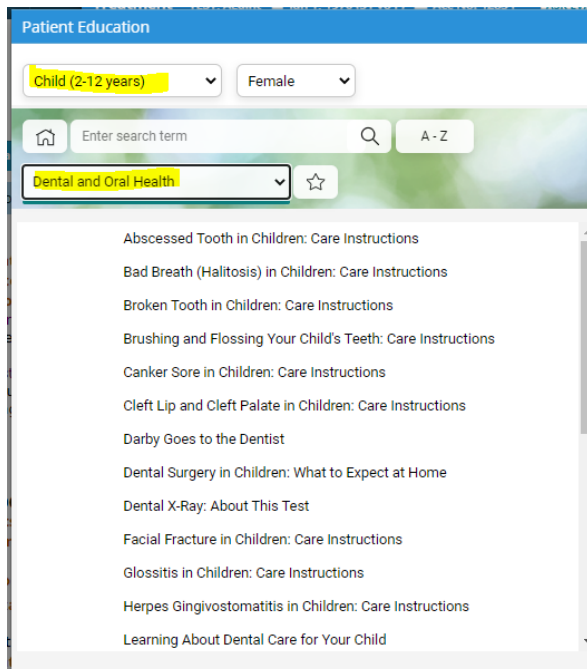 Patient Education
Child (2-12 years) Female
Enter search term A - Z
Dental and Oral Health
Abscessed Tooth in Children: Care Instructions
Bad Breath (Halitosis) in Children: Care Instructions
Broken Tooth in Children: Care Instructions
Brushing and Flossing Your Child's Teeth: Care Instructions
Canker Sore in Children: Care Instructions
Cleft Lip and Cleft Palate in Children: Care Instructions
Darby Goes to the Dentist
Dental Surgery in Children: What to Expect at Home
Dental X-Ray: About This Test
Facial Fracture in Children: Care Instructions
Glossitis in Children: Care Instructions
Herpes Gingivostomatitis in Children: Care Instructions
Learning About Dental Care for Your Child